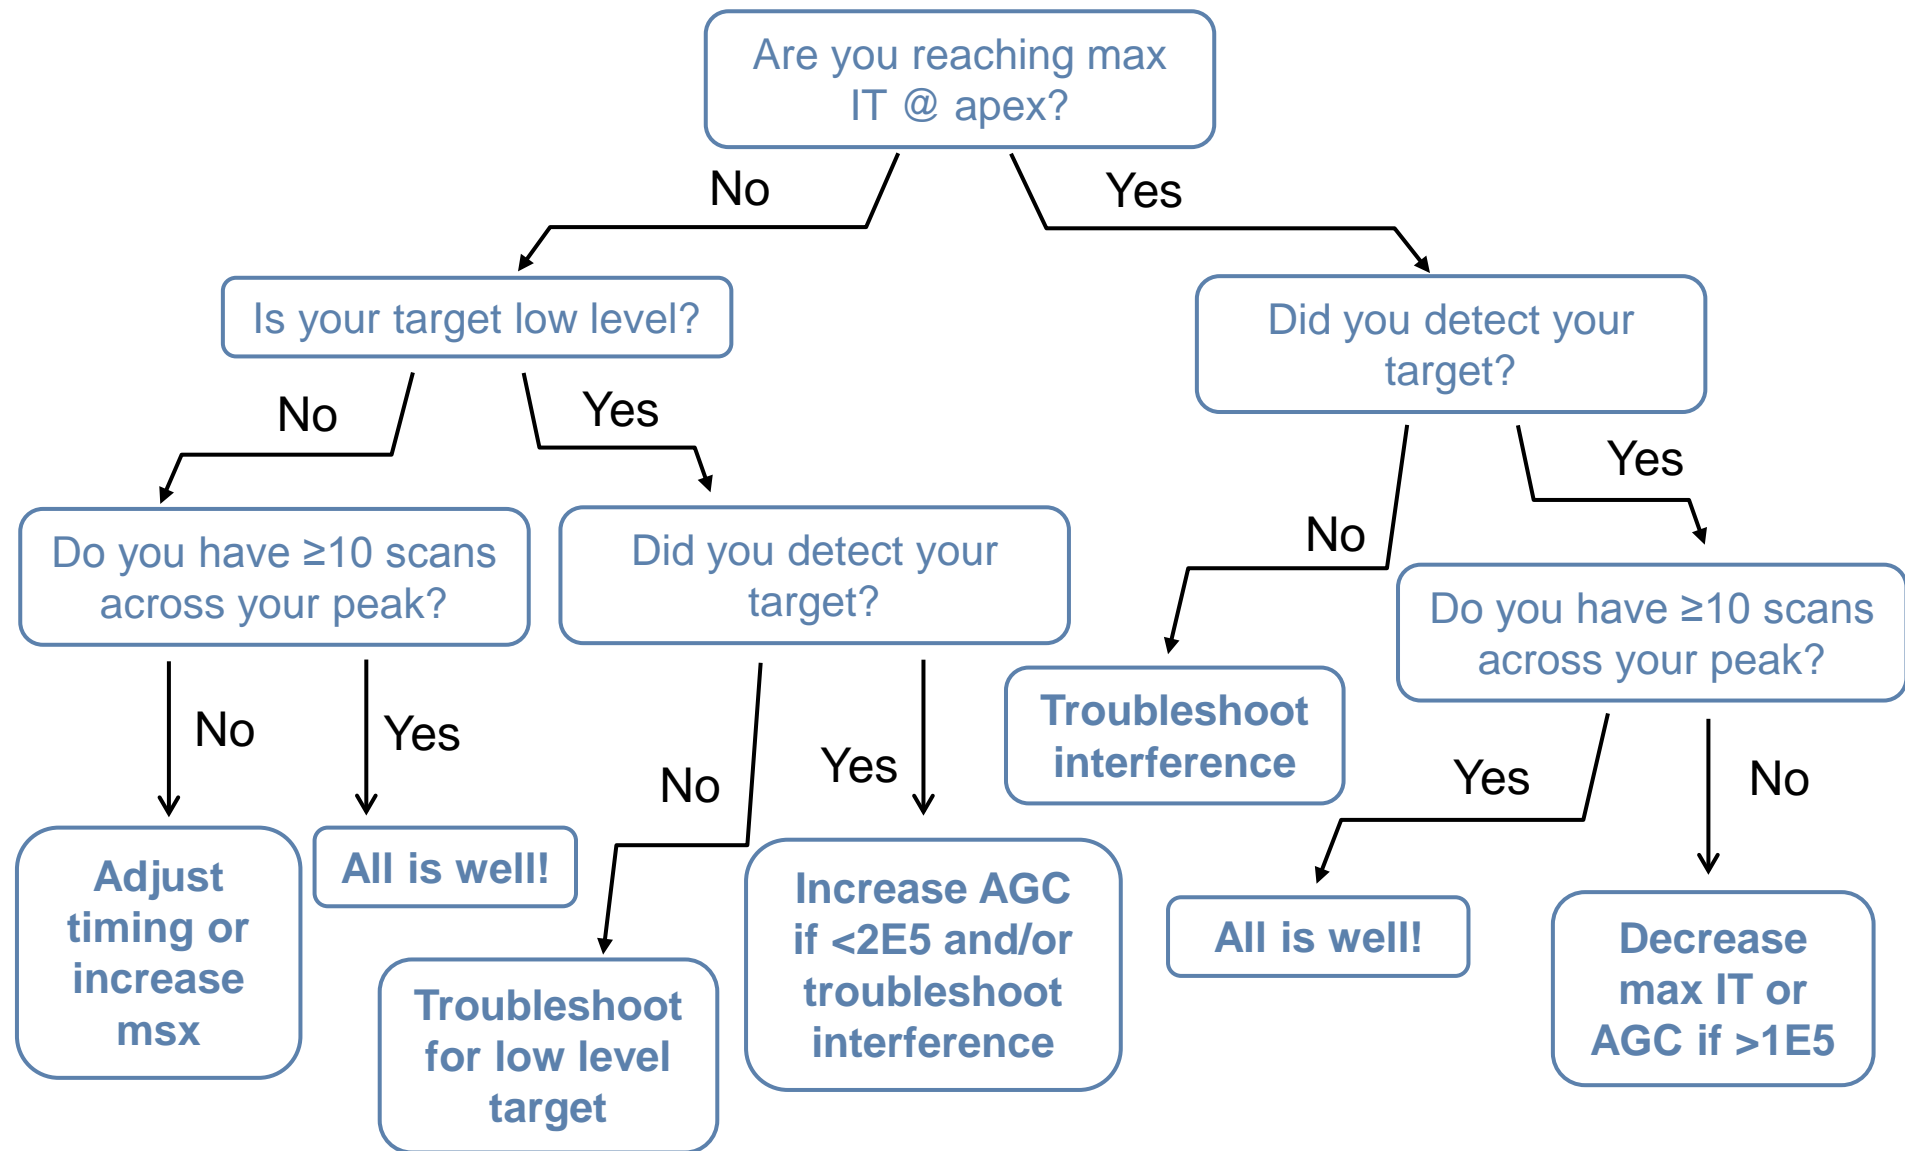 Are you reaching max
IT @ apex?
No
Yes
Is your target low level?
Did you detect your
target?
No
Yes
Yes
No
Do you have ≥10 scans
across your peak?
Did you detect your
target?
Do you have ≥10 scans
across your peak?
Troubleshoot
interference
No
Yes
No
Yes
Yes
No
Adjust
timing or
increase
msx
All is well!
Increase AGC
if <2E5 and/or
troubleshoot
interference
All is well!
Decrease
max IT or
AGC if >1E5
Troubleshoot
for low level
target